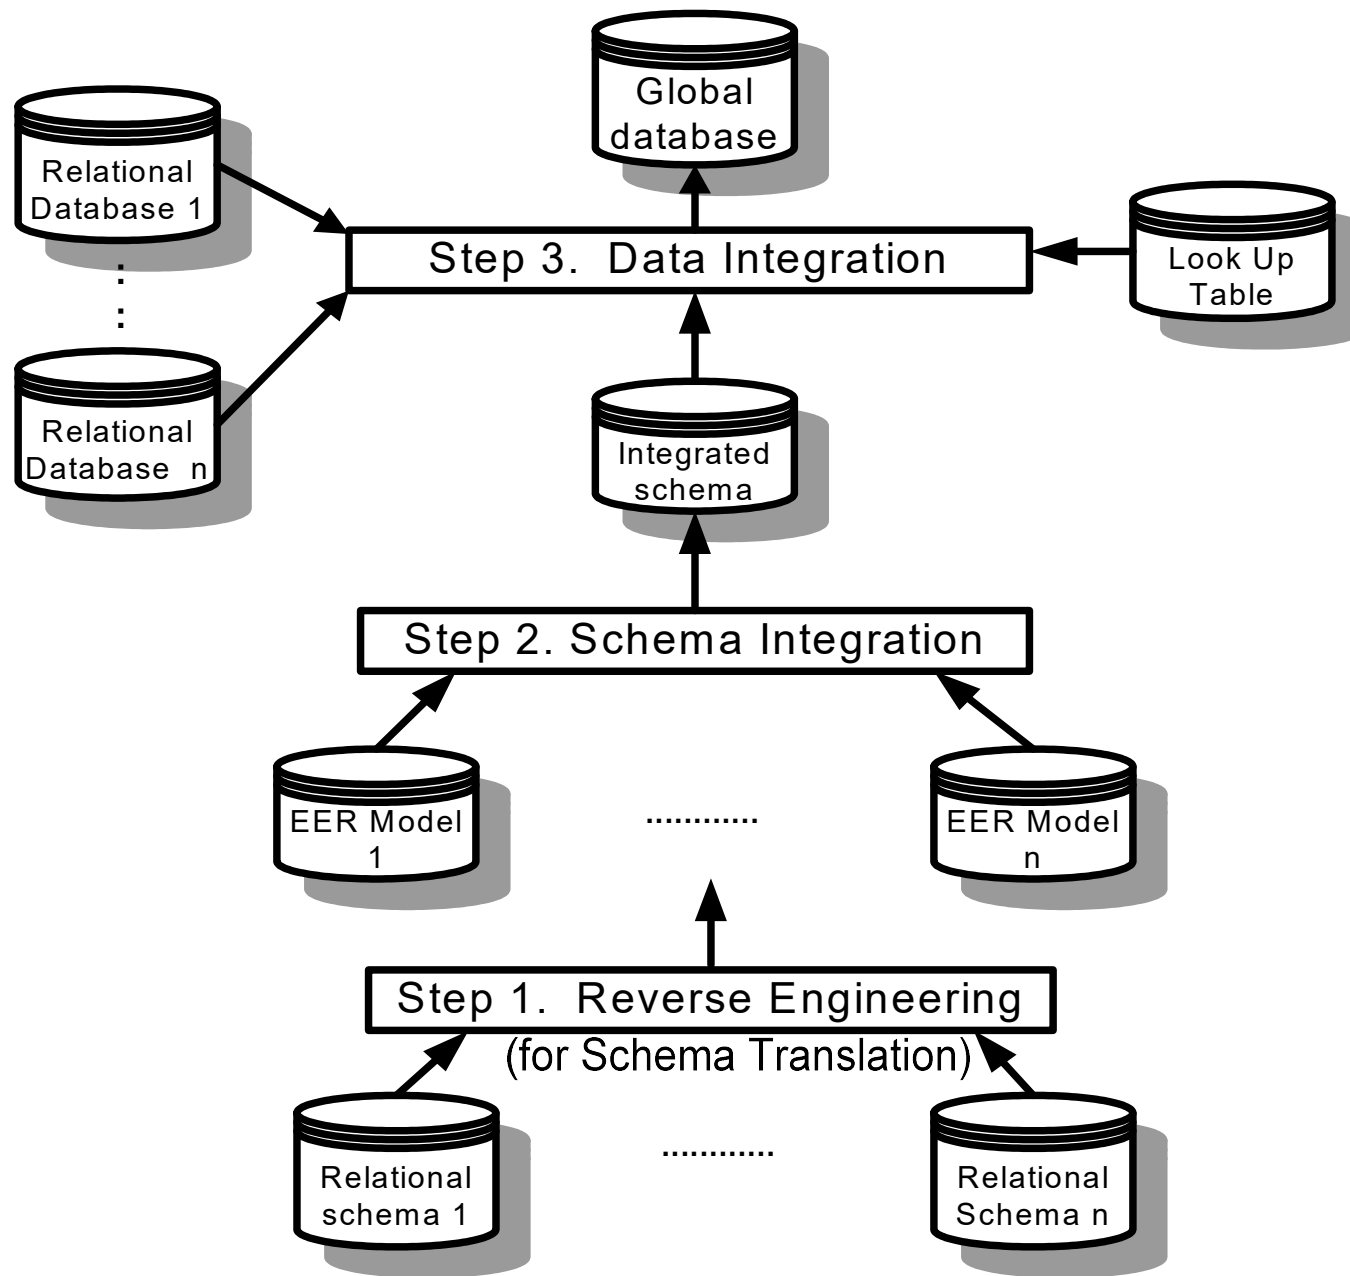 Global
database
Relational
Database 1
:
:
Step 3. Data Integration
Look Up
Table
Relational
Database n
Integrated
schema
Step 2. Schema Integration
EER Model
1
............
EER Model
n
Step 1. Reverse Engineering
(for Schema Translation)
Relational
schema 1
............
Relational
Schema n